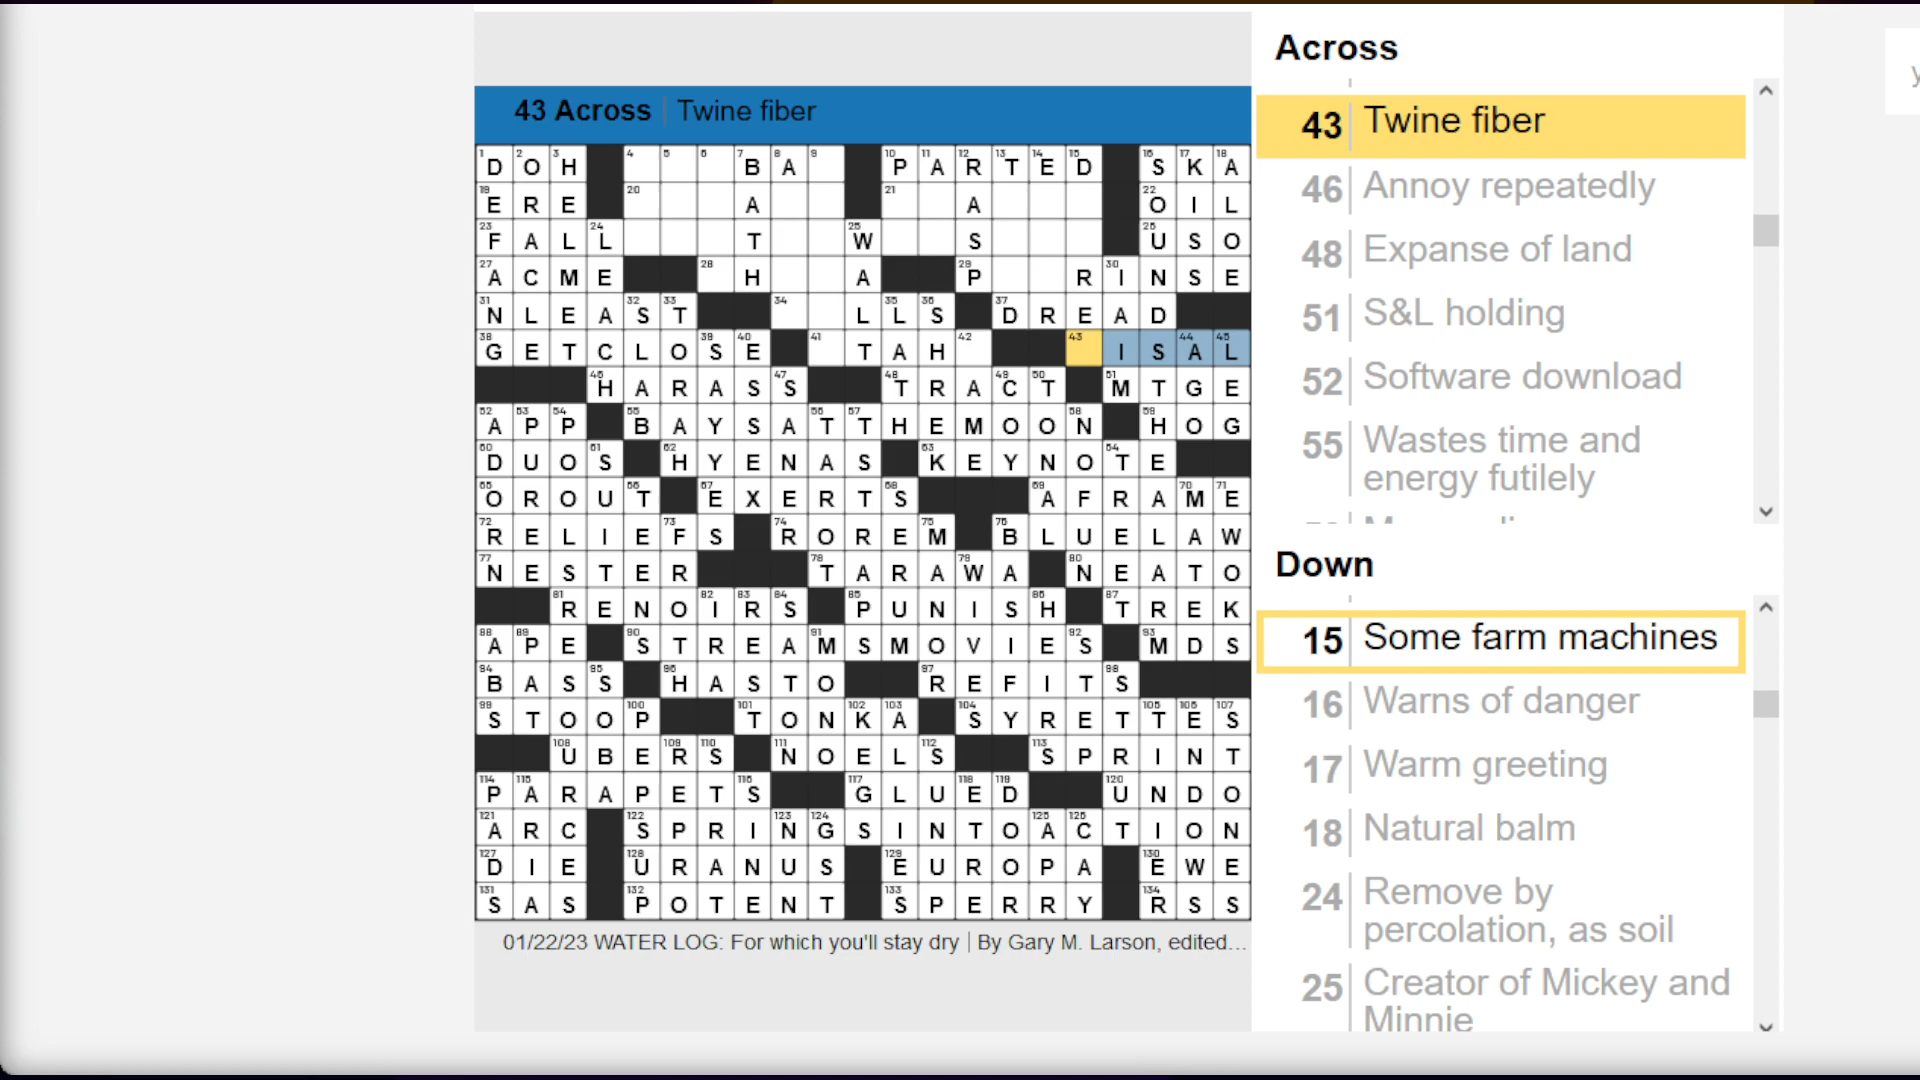 Across
43 Across | Twine fiber
43 Twine fiber
46 Annoy repeatedly
48 Expanse of land
51 S&L holding
52 Software download
55 Wastes time and
energy futilely
Down
15 Some farm machines
16 Warns of danger
17 Warm greeting
18 Natural balm
24 Remove by
percolation, as soil
25 Creator of Mickey and
Minnie
D O H B A P A R T E D S K A
E R E A A O I L
F A L L T W S U S O
A C M E H A P R I N S E
N L E A S T L L S D R E A D
G E T C L O S E T A H I S A L
H A R A S S T R A C T M T G E
A P P B A Y S A T T H E M O O N H O G
D U O S H Y E N A S K E Y N O T E
O R O U T E X E R T S A F R A M E
R E L I E F S R O R E M B L U E L A W
N E S T E R T A R A W A N E A T O
R E N O I R S P U N I S H T R E K
A P E S T R E A M S M O V I E S M D S
B A S S H A S T O R E F I T S
S T O O P T O N K A S Y R E T T E S
U B E R S N O E L S S P R I N T
P A R A P E T S G L U E D U N D O
A R C S P R I N G S I N T O A C T I O N
D I E U R A N U S E U R O P A E W E
S A S P O T E N T S P E R R Y R S S
01/22/23 WATER LOG: For which you'll stay dry | By Gary M. Larson, edited...